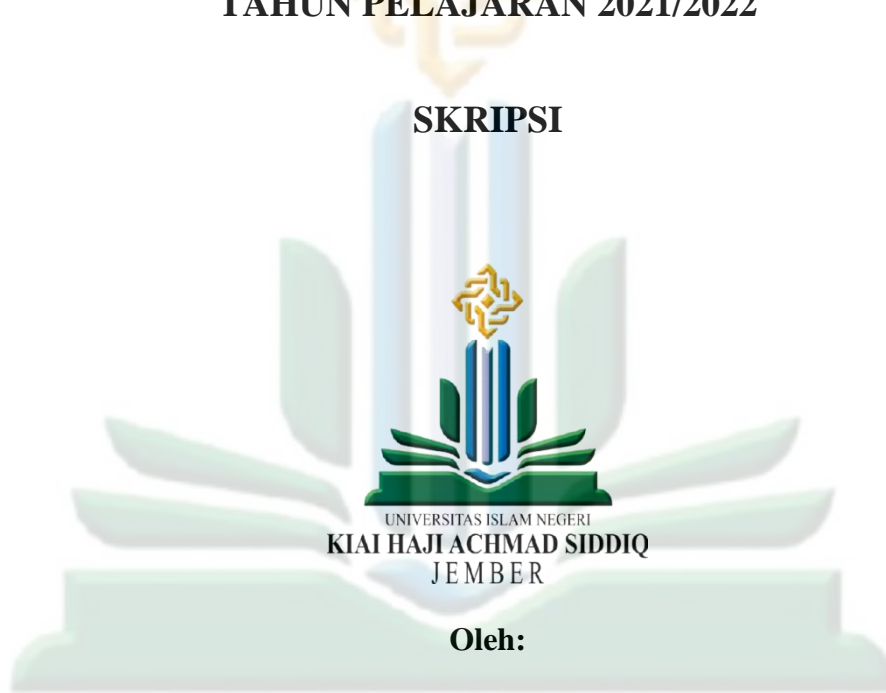 TAHUN PELAJARAN 2021/2022
SKRIPSI
UNIVERSITAS ISLAM NEGERI
KIAI HAJI ACHMAD SIDDIQ
JEMBER
Oleh: